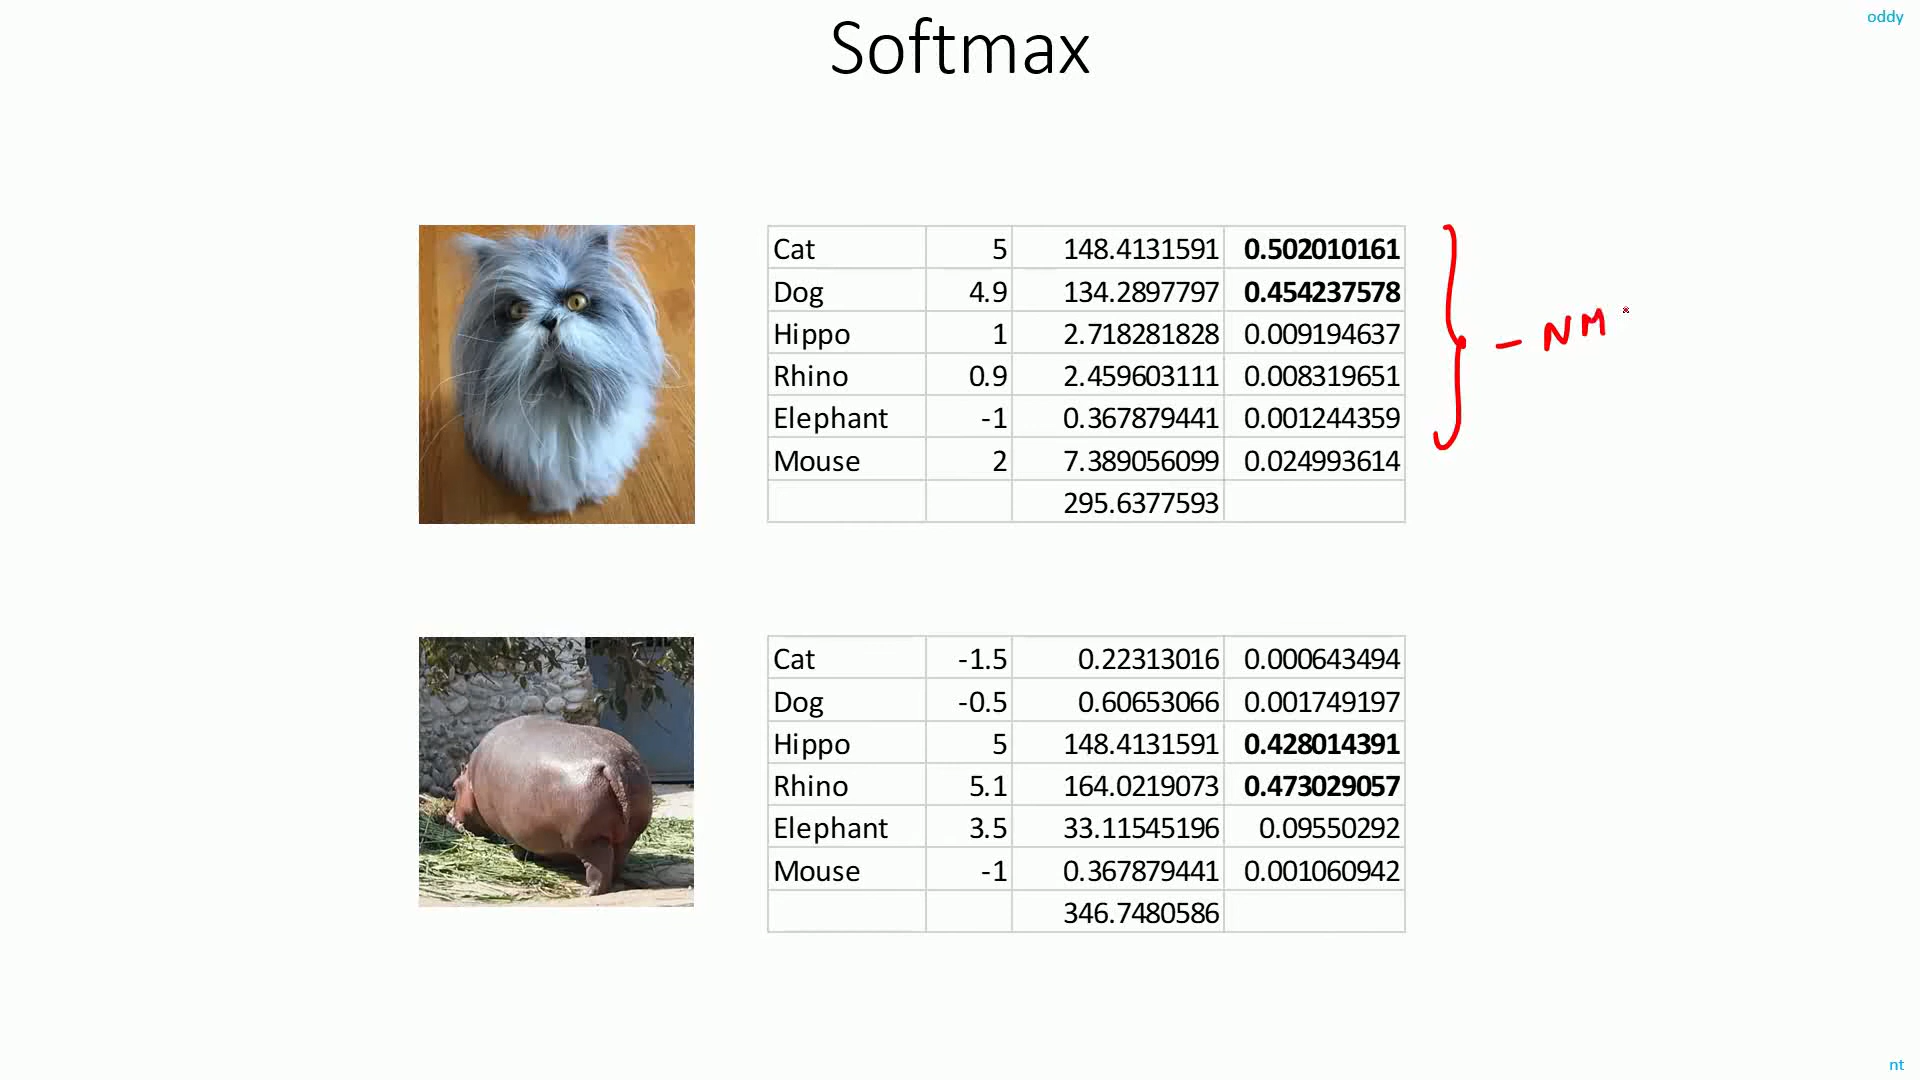 oddy
Softmax
Cat 5 148.4131591 0.502010161
Dog 4.9 134.2897797 0.454237578
Hippo 1 2.718281828 0.009194637
Rhino 0.9 2.459603111 0.008319651
Elephant -1 0.367879441 0.001244359
Mouse 2 7.389056099 0.024993614
295.6377593
- NM
Cat -1.5 0.22313016 0.000643494
Dog -0.5 0.60653066 0.001749197
Hippo 5 148.4131591 0.428014391
Rhino 5.1 164.0219073 0.473029057
Elephant 3.5 33.11545196 0.09550292
Mouse -1 0.367879441 0.001060942
346.7480586
nt